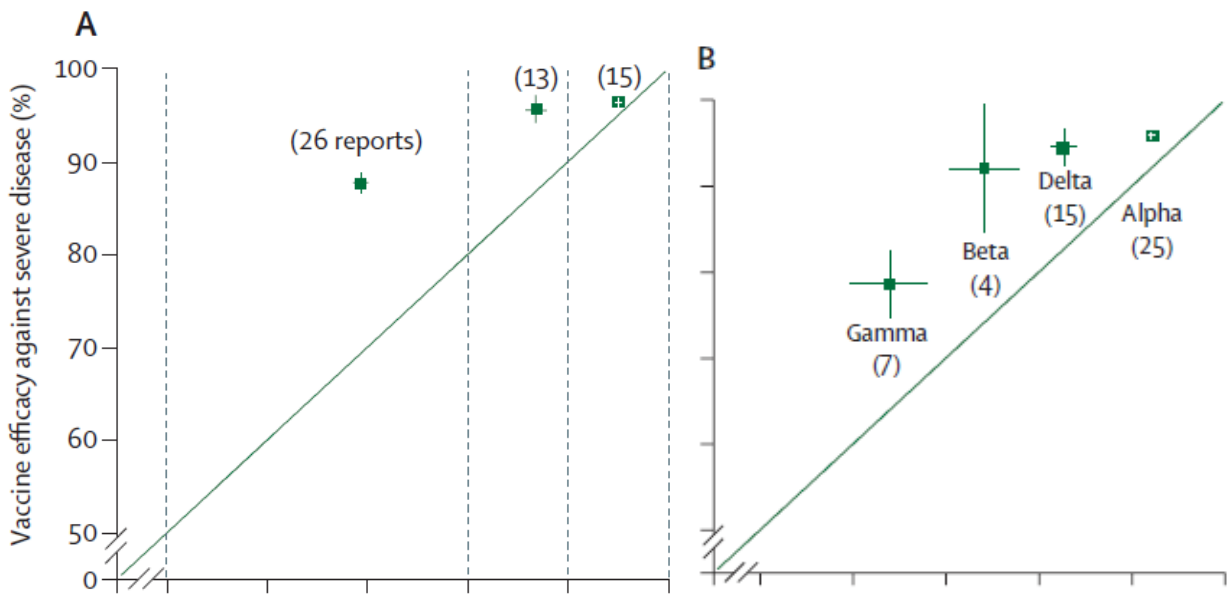 A
Vaccine efficacy against severe disease (%)
100
90
80
70
60
50
0
(26 reports)
(13)
(15)
B
Gamma
(7)
Beta
(4)
Delta
(15)
Alpha
(25)